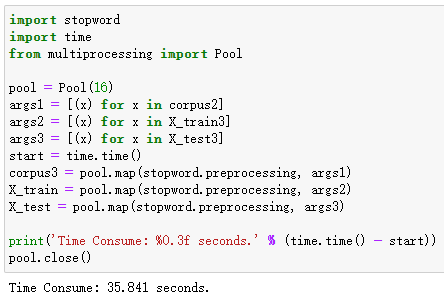 import stopword
import time
from multiprocessing import Pool
pool = Pool(16)
args1 = [(x) for x in corpus2]
args2 = [(x) for x in X_train3]
args3 = [(x) for x in X_test3]
start = time.time()
corpus3 = pool.map(stopword.preprocessing, args1)
X_train = pool.map(stopword.preprocessing, args2)
X_test = pool.map(stopword.preprocessing, args3)
print('Time Consume: %0.3f seconds.' % (time.time() - start))
pool.close()
Time Consume: 35.841 seconds.